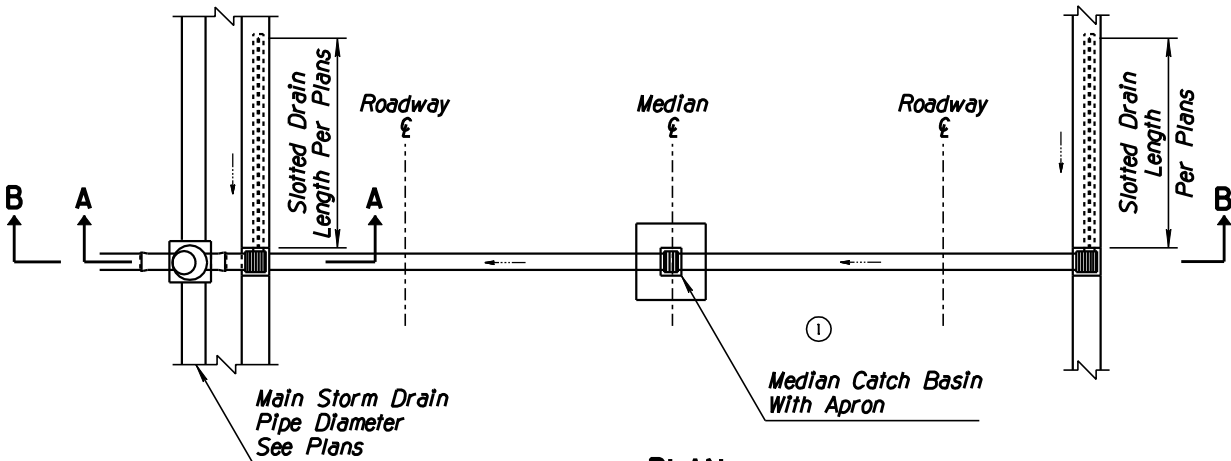 Slotted Drain
Length Per Plans
Roadway
℄
Median
℄
Roadway
℄
Slotted Drain
Length
Per Plans
B
A
A
B
1
Main Storm Drain
Pipe Diameter
See Plans
Median Catch Basin
With Apron
PLAN